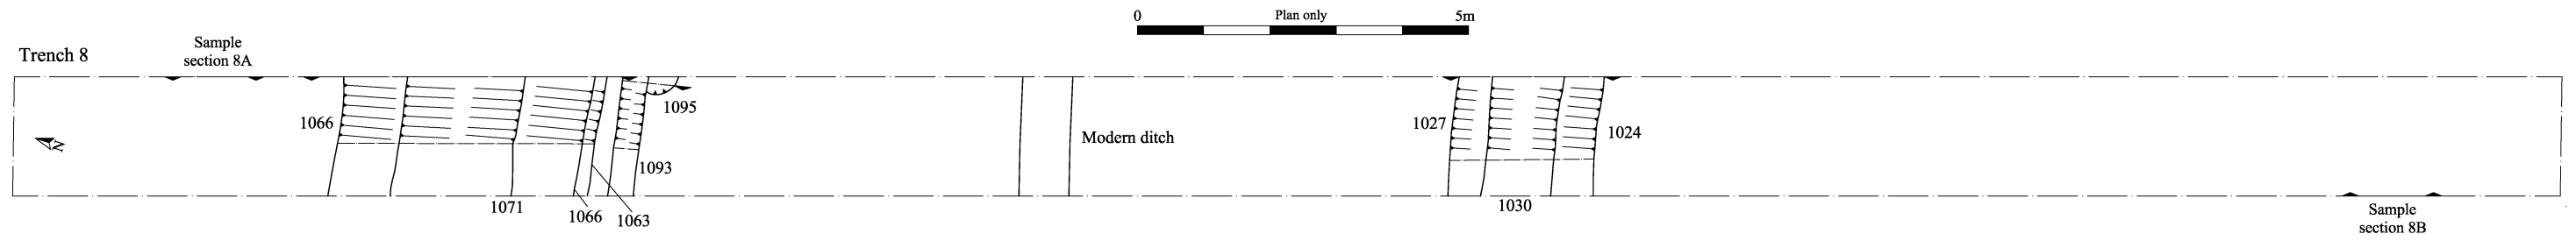 0 Plan only 5m
Trench 8
Sample
section 8A
1066
1095
1093
1071
1066
1063
Modern ditch
1027
1024
1030
N
Sample
section 8B